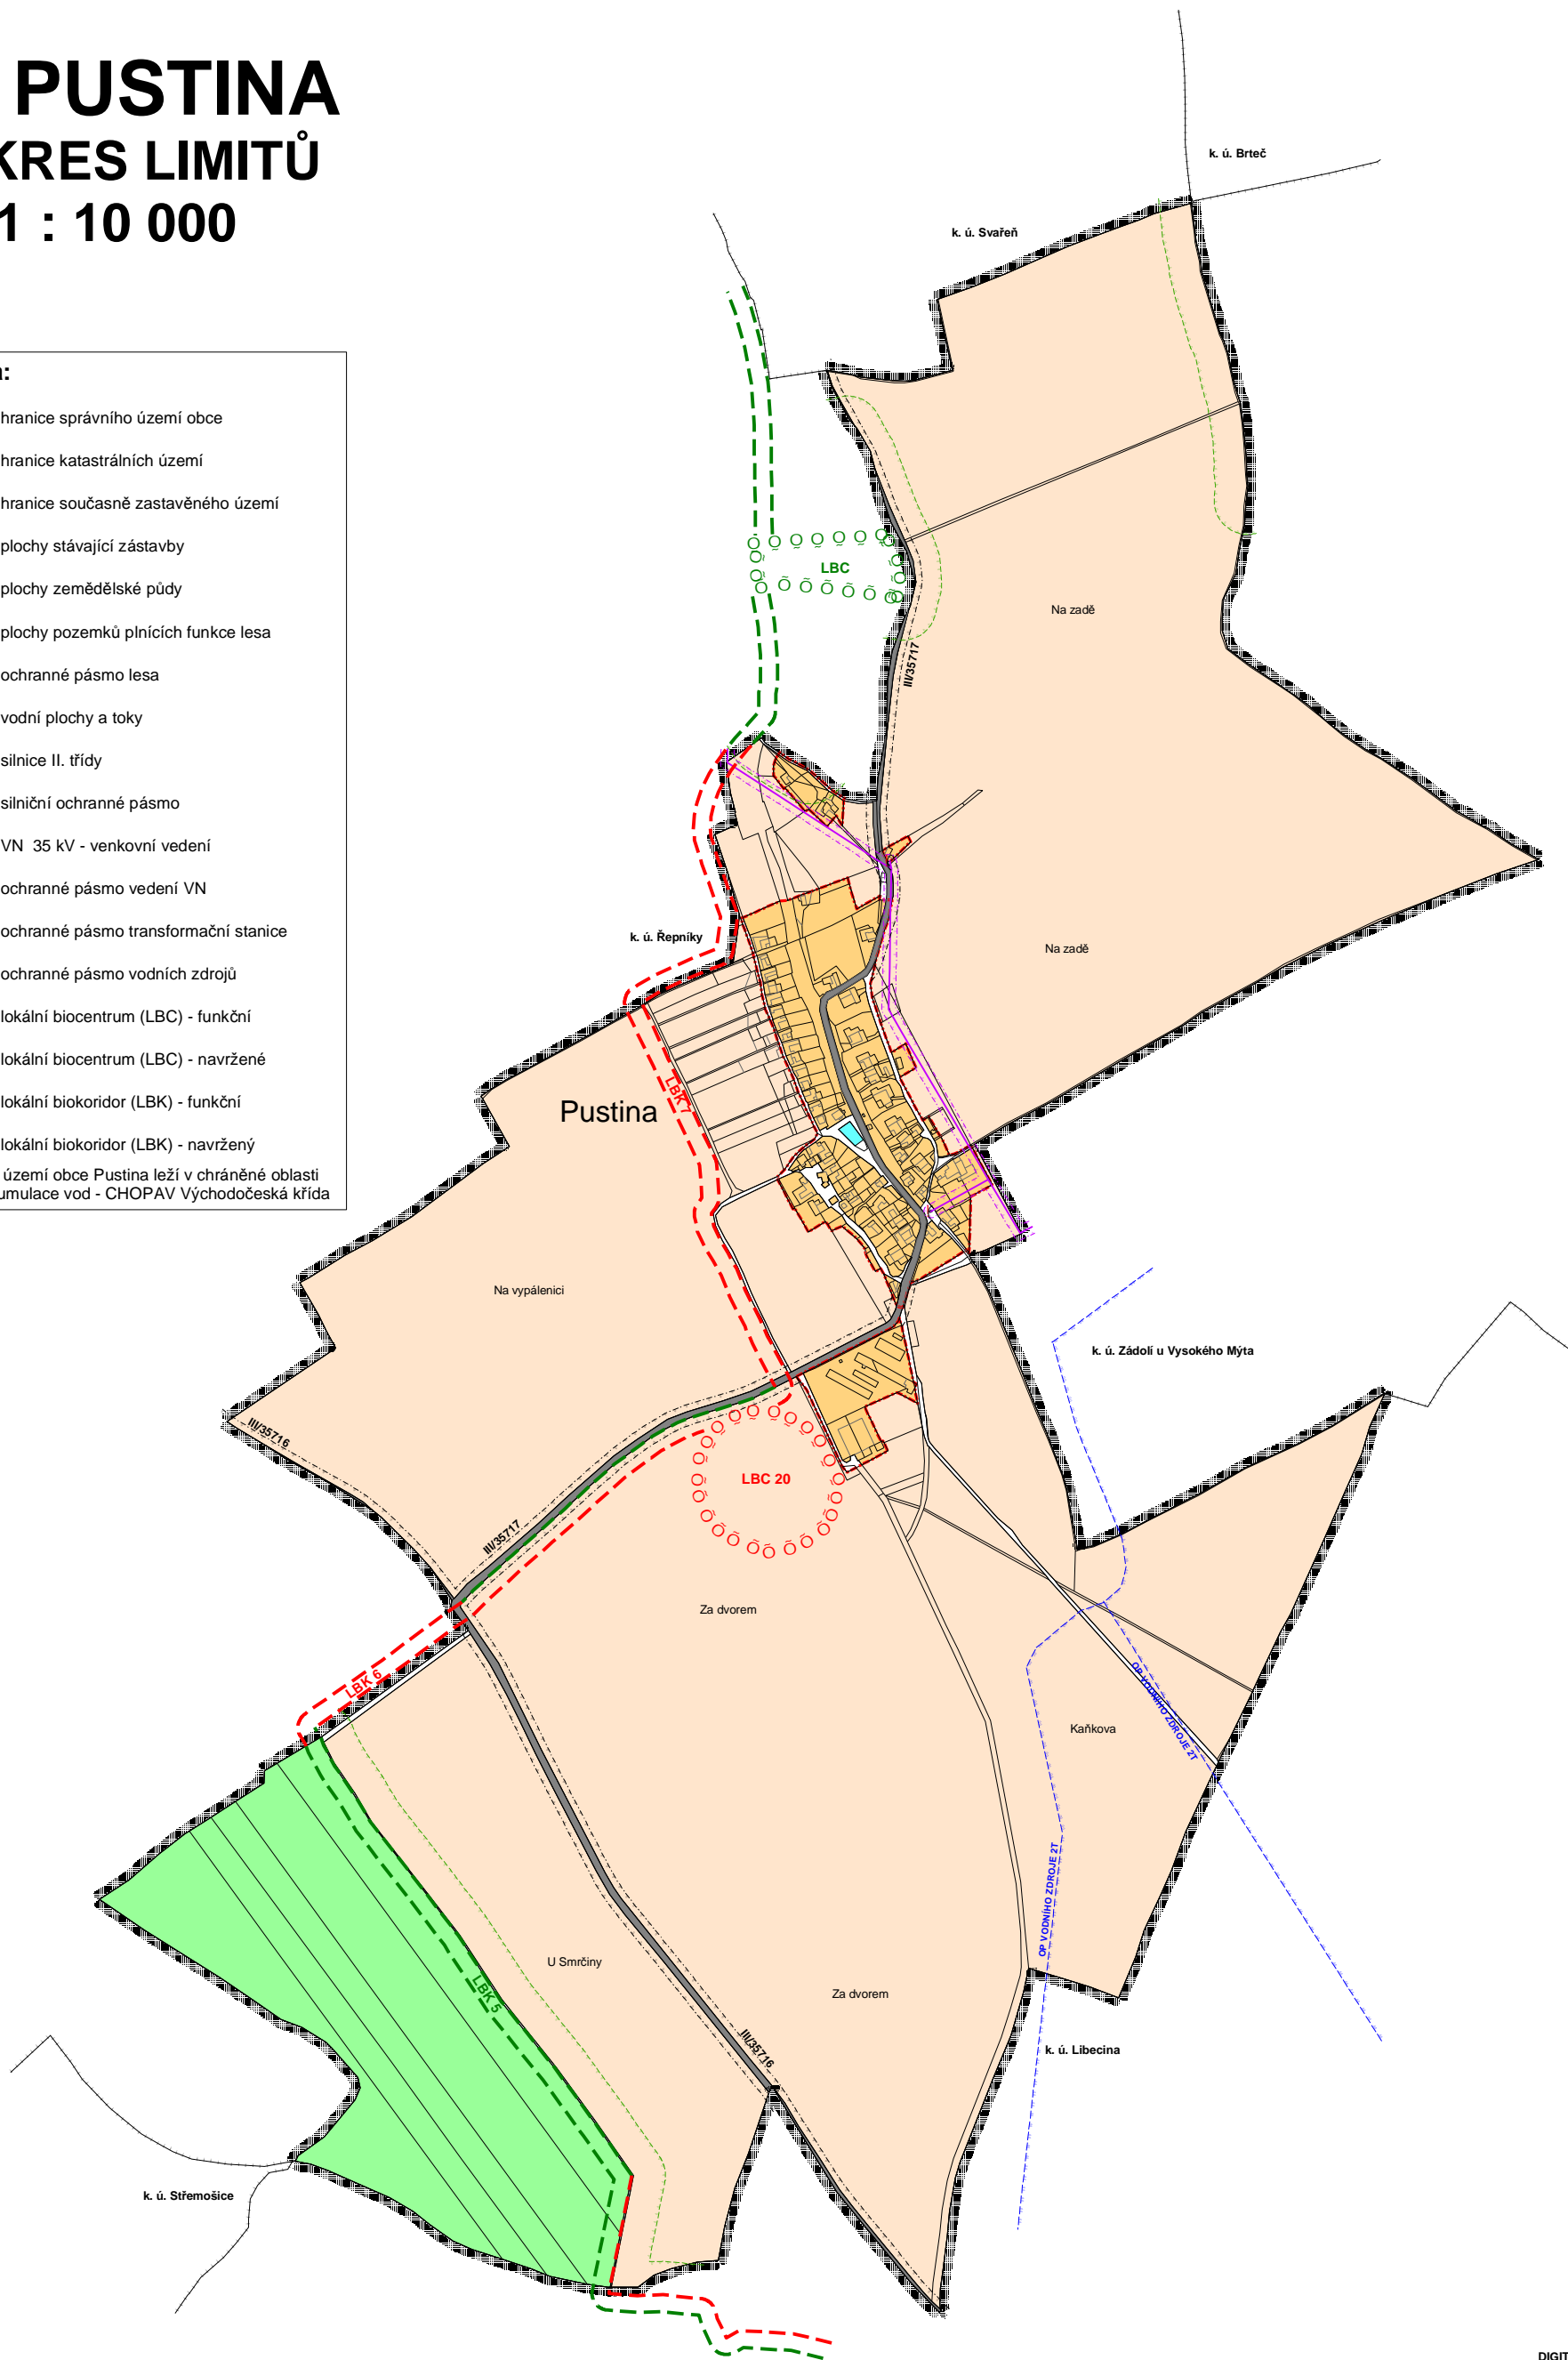 PUSTINA
KRES LIMITŮ
1 : 10 000
a:
hranice správního území obce
hranice katastrálních území
hranice současně zastavěného území
plochy stávající zástavby
plochy zemědělské půdy
plochy pozemků plnících funkce lesa
ochranné pásmo lesa
vodní plochy a toky
silnice II. třídy
silniční ochranné pásmo
VN 35 kV - venkovní vedení
ochranné pásmo vedení VN
ochranné pásmo transformační stanice
ochranné pásmo vodních zdrojů
lokální biocentrum (LBC) - funkční
lokální biocentrum (LBC) - navržené
lokální biokoridor (LBK) - funkční
lokální biokoridor (LBK) - navržený
území obce Pustina leží v chráněné oblasti
umulace vod - CHOPAV Východočeská křída
k. ú. Brteč
k. ú. Svařeň
LBC
Na zadě
III/35717
k. ú. Řepníky
Na zadě
LBK 7
Pustina
Na vypálenici
k. ú. Zádolí u Vysokého Mýta
III/35716
LBC 20
III/35717
Za dvorem
LBK 6
OP VODNÍHO ZDROJE 2T
Kaňkova
OP VODNÍHO ZDROJE 2T
U Smrčiny
LBK 5
Za dvorem
III/35716
k. ú. Libecina
k. ú. Střemošice
DIGIT